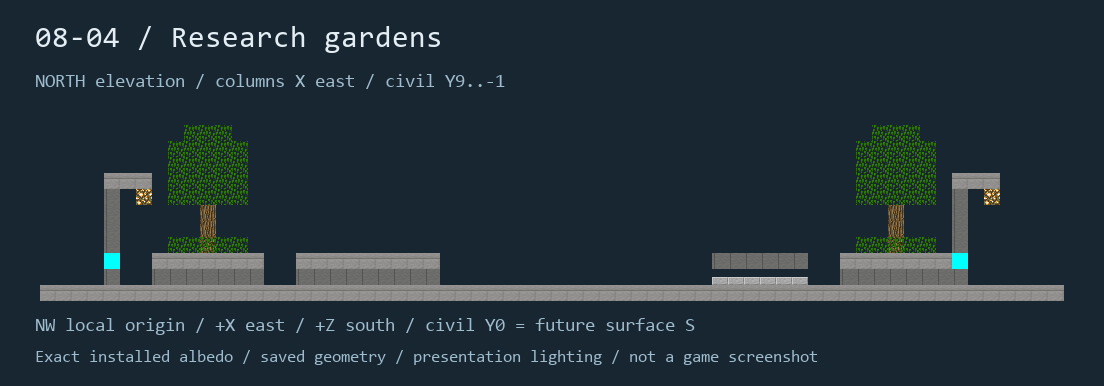 08-04 / Research gardens
NORTH elevation / columns X east / civil Y9..-1
NW local origin / +X east / +Z south / civil Y0 = future surface S
Exact installed albedo / saved geometry / presentation lighting / not a game screenshot